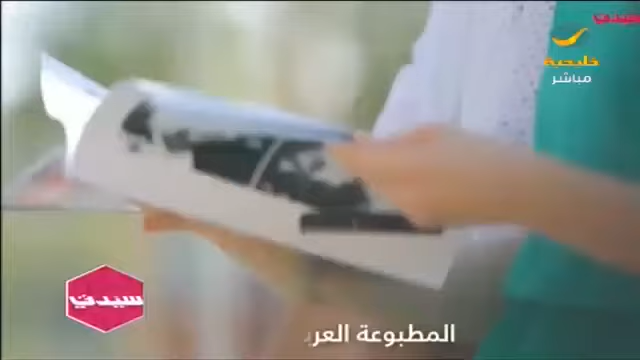 سيدتي
خليجية
مباشر
سيدتي
المطبوعة العر